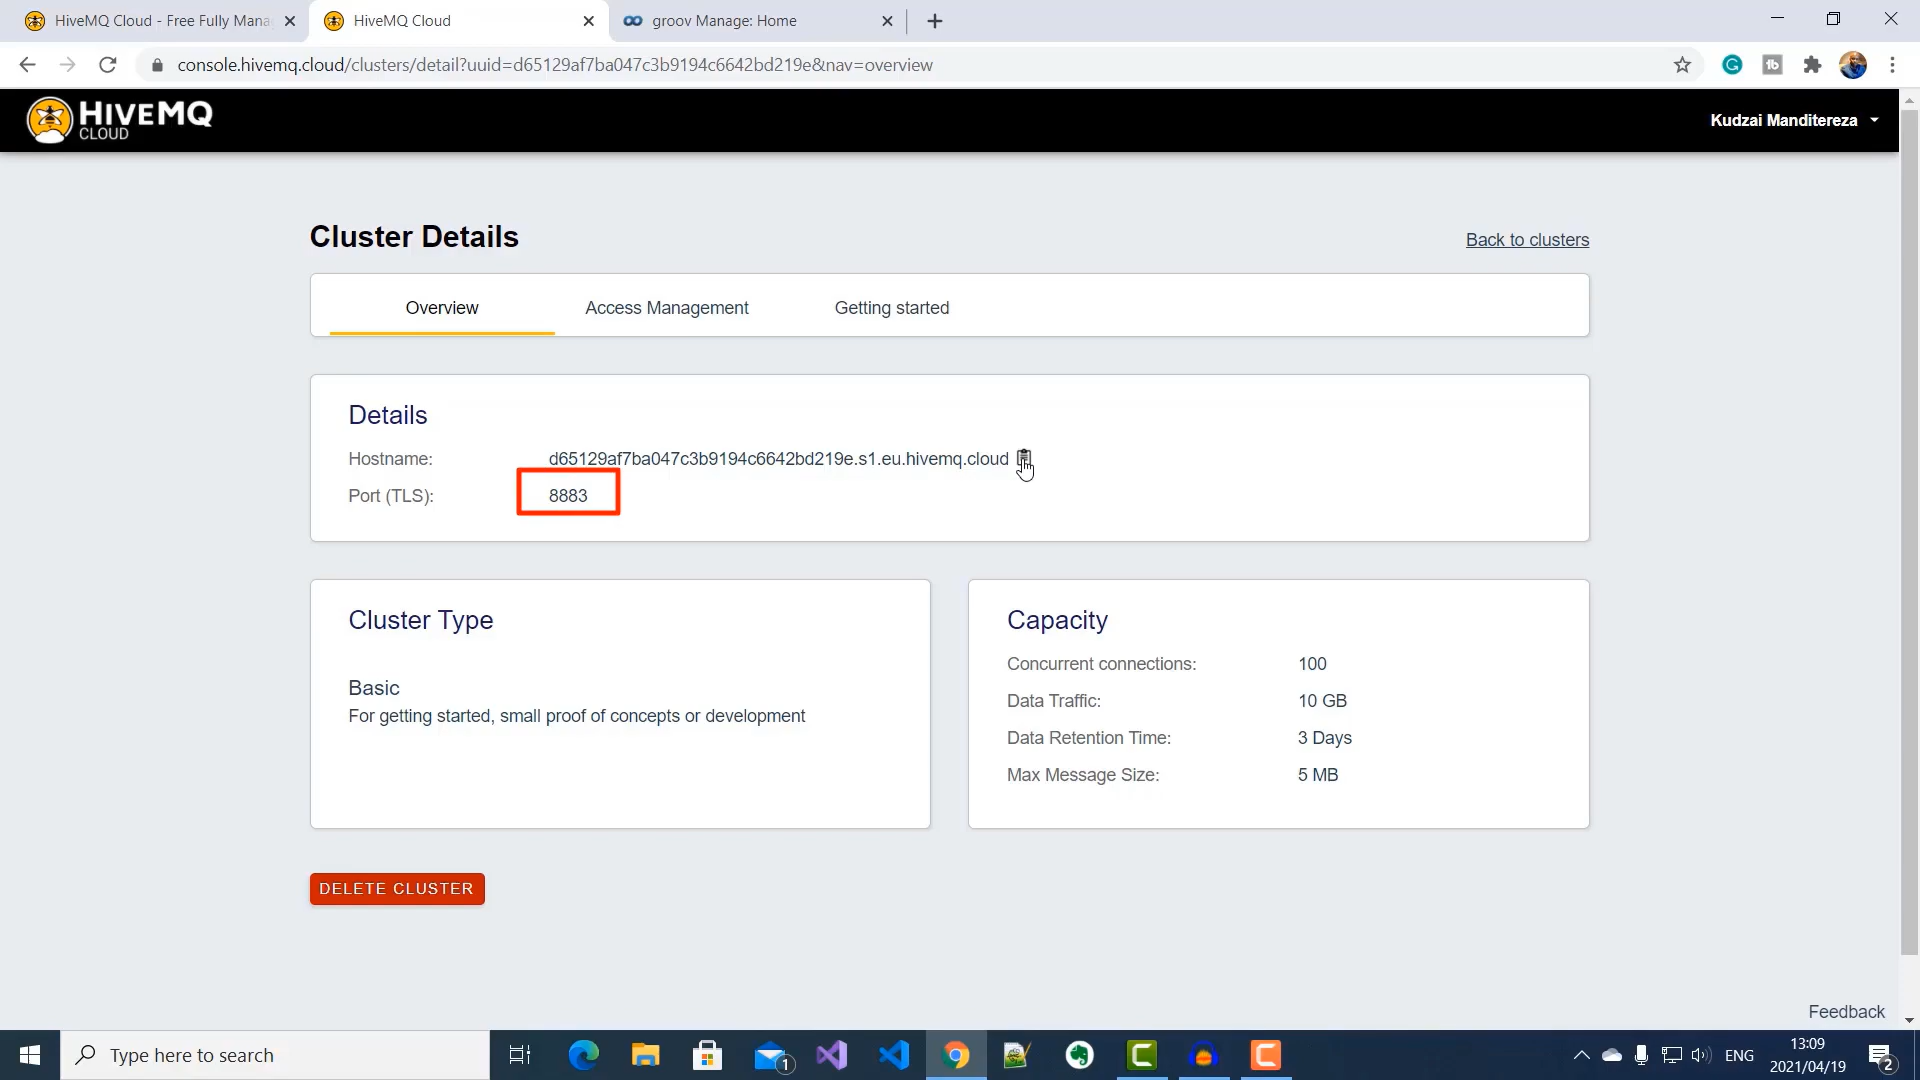 HiveMQ Cloud - Free Fully Mana
HiveMQ Cloud
groov Manage: Home
console.hivemq.cloud/clusters/detail?uuid=d65129af7ba047c3b9194c6642bd219e&nav=overview
HIVEMQ
CLOUD
Kudzai Manditereza
Cluster Details
Back to clusters
Overview
Access Management
Getting started
Details
Hostname: d65129af7ba047c3b9194c6642bd219e.s1.eu.hivemq.cloud
Port (TLS): 8883
Cluster Type
Basic
For getting started, small proof of concepts or development
Capacity
Concurrent connections: 100
Data Traffic: 10 GB
Data Retention Time: 3 Days
Max Message Size: 5 MB
DELETE CLUSTER
Feedback
Type here to search
1
ENG
13:09
2021/04/19
2